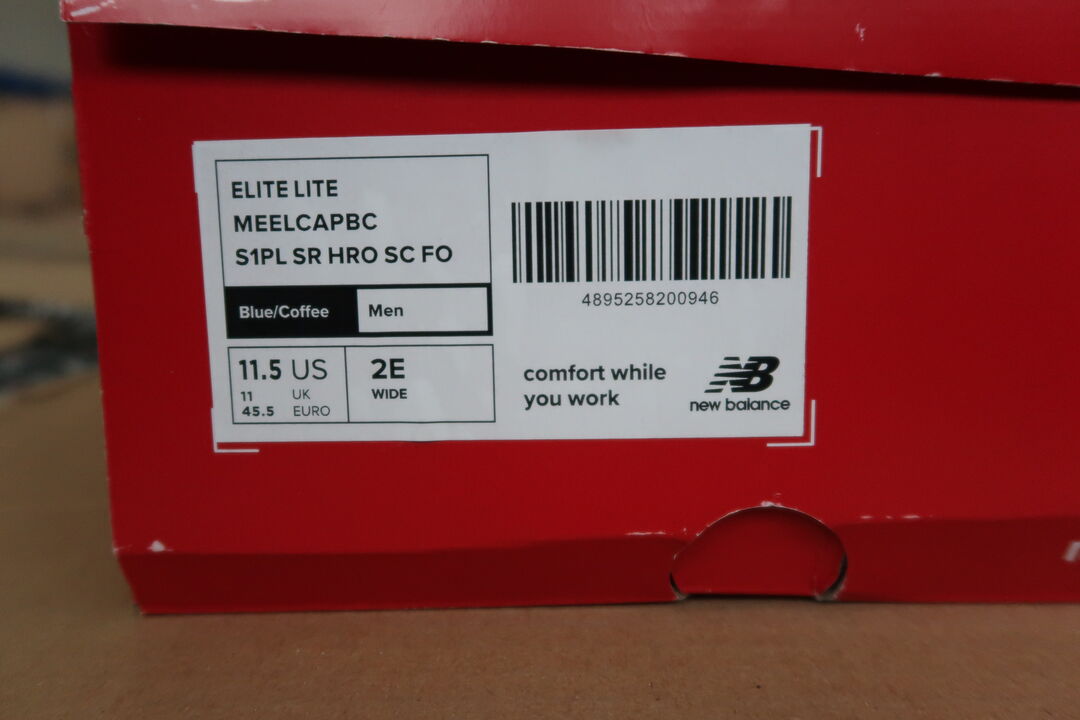 ELITE LITE
MEELCAPBC
S1PL SR HRO SC FO
Blue/Coffee
Men
11.5 US
11 UK
45.5 EURO
2E
WIDE
4895258200946
comfort while
you work
NB
new balance